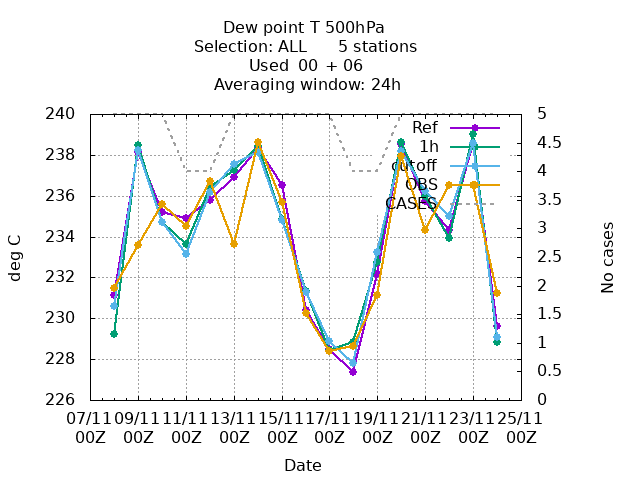 Dew point T 500hPa
Selection: ALL 5 stations
Used 00 + 06
Averaging window: 24h
240 5
Ref 4.5
1h
238 4
cutoff
OBS 3.5
236
CASES 3
234 2.5
232 2
230 1.5
228 1
0.5
226 0
deg C
No cases
07/11 09/11 11/11 13/11 15/11 17/11 19/11 21/11 23/11 25/11
00Z 00Z 00Z 00Z 00Z 00Z 00Z 00Z 00Z 00Z
Date